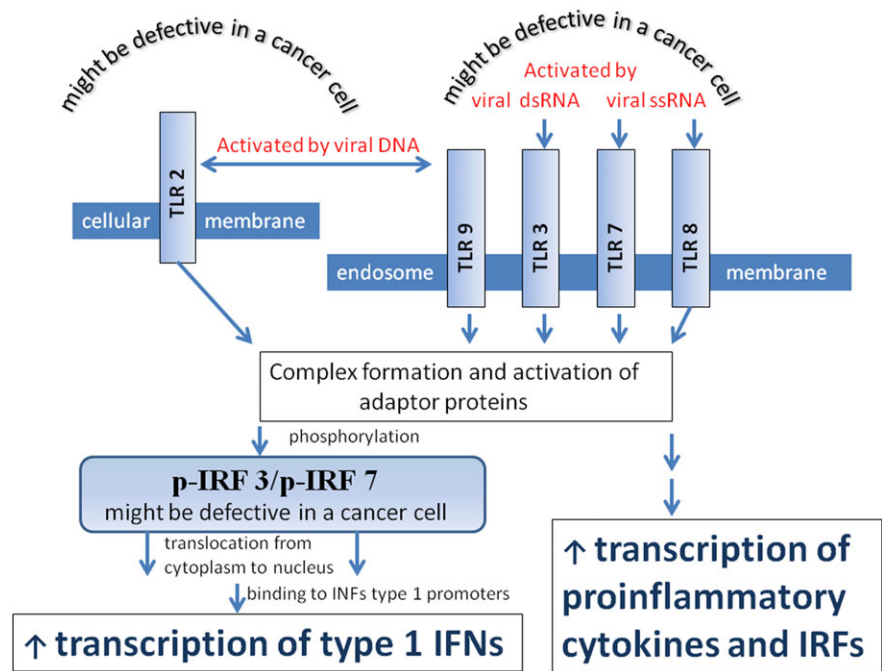 might be defective in a cancer cell
might be defective in a cancer cell
Activated by
viral dsRNA viral ssRNA
Activated by viral DNA
TLR 2
cellular membrane
TLR 9
TLR 3
TLR 7
TLR 8
endosome membrane
Complex formation and activation of
adaptor proteins
phosphorylation
p-IRF 3/p-IRF 7
might be defective in a cancer cell
translocation from
cytoplasm to nucleus
binding to INFs type 1 promoters
↑ transcription of type 1 IFNs
↑ transcription of
proinflammatory
cytokines and IRFs